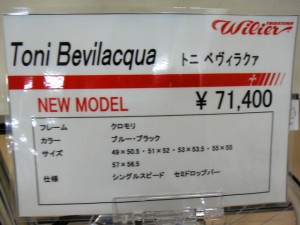 Wilier
TRIESTINA
Toni Bevilacqua トニ ベヴィラクア
NEW MODEL ¥ 71,400
フレーム クロモリ
カラー ブルー・ブラック
サイズ 49×50.5・51×52・53×53.5・55×55
57×56.5
仕様 シングルスピード セミドロップバー